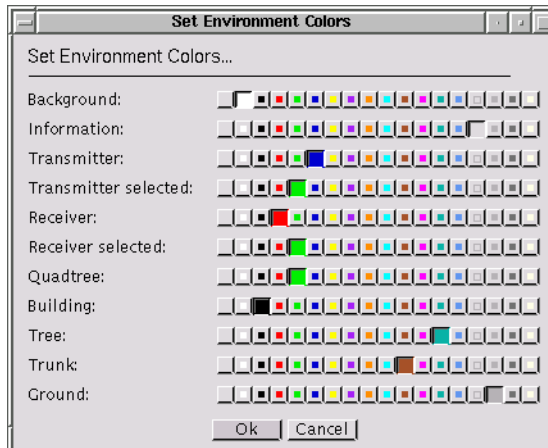 Set Environment Colors
Set Environment Colors...
Background:
Information:
Transmitter:
Transmitter selected:
Receiver:
Receiver selected:
Quadtree:
Building:
Tree:
Trunk:
Ground:
Ok Cancel